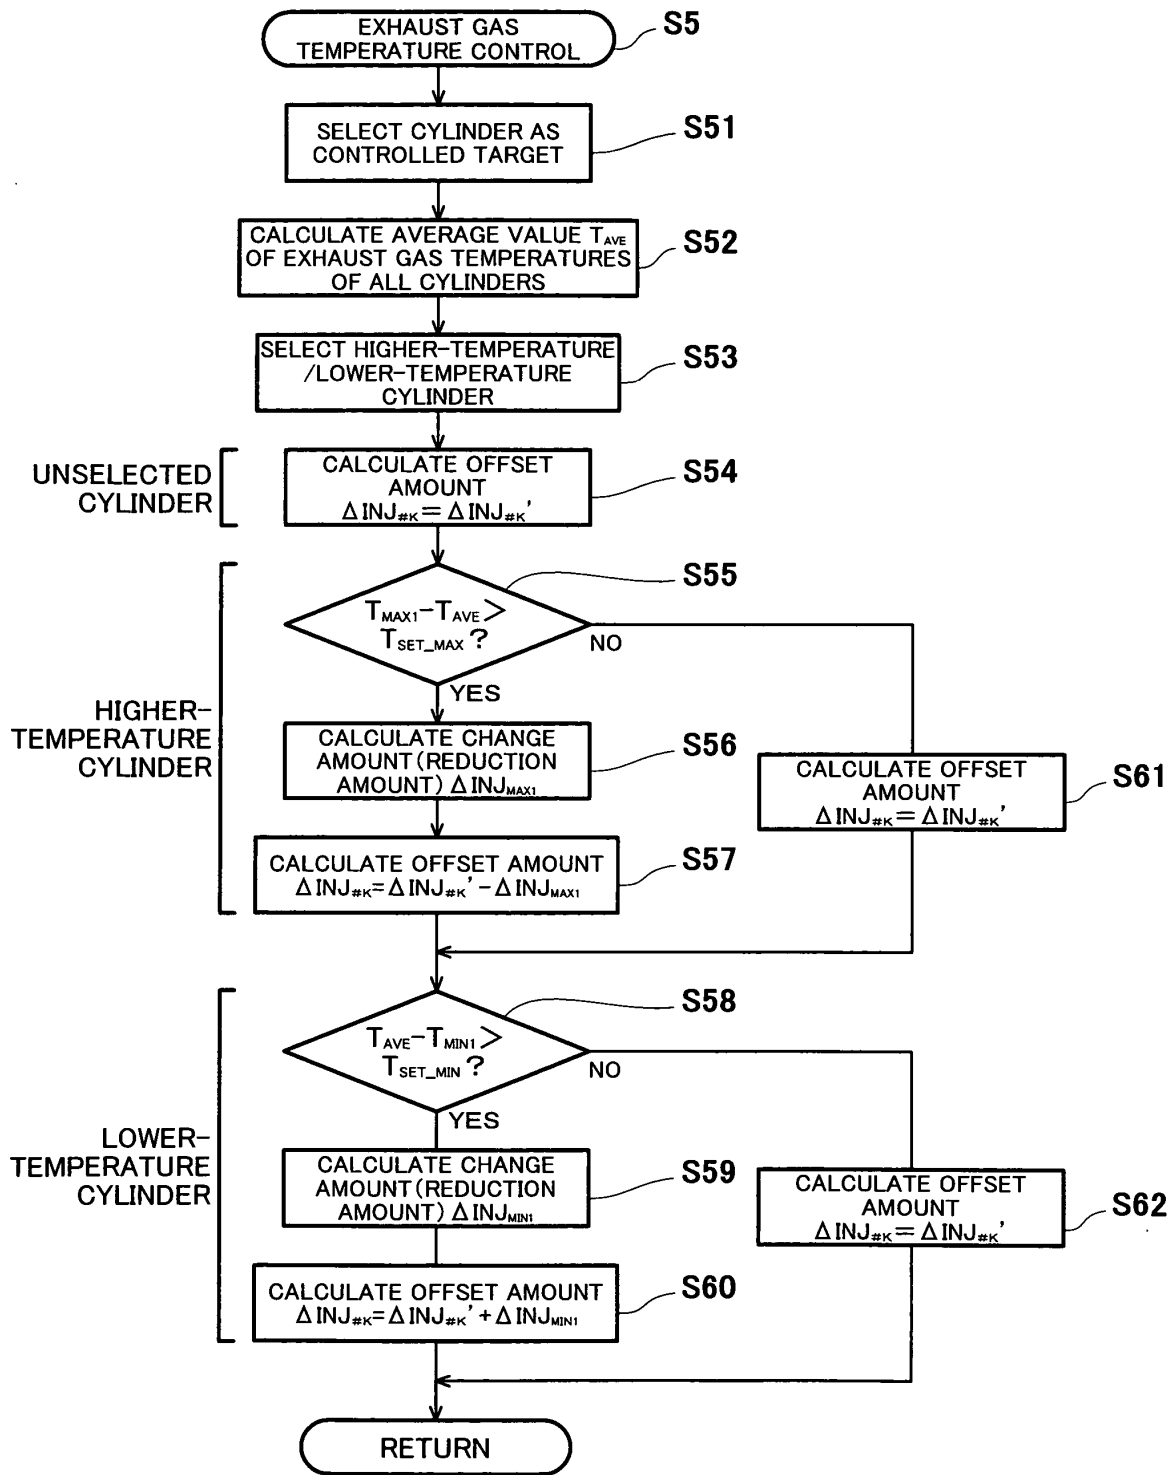 EXHAUST GAS
TEMPERATURE CONTROL
S5
SELECT CYLINDER AS
CONTROLLED TARGET
S51
CALCULATE AVERAGE VALUE TAVE
OF EXHAUST GAS TEMPERATURES
OF ALL CYLINDERS
S52
SELECT HIGHER-TEMPERATURE
/LOWER-TEMPERATURE
CYLINDER
S53
UNSELECTED
CYLINDER
CALCULATE OFFSET
AMOUNT
ΔINJ#K=ΔINJ#K'
S54
HIGHER-
TEMPERATURE
CYLINDER
TMAX1-TAVE>
TSET_MAX?
S55
NO
YES
CALCULATE CHANGE
AMOUNT(REDUCTION
AMOUNT)ΔINJMAX1
S56
CALCULATE OFFSET AMOUNT
ΔINJ#K=ΔINJ#K'-ΔINJMAX1
S57
CALCULATE OFFSET
AMOUNT
ΔINJ#K=ΔINJ#K'
S61
LOWER-
TEMPERATURE
CYLINDER
TAVE-TMIN1>
TSET_MIN?
S58
NO
YES
CALCULATE CHANGE
AMOUNT(REDUCTION
AMOUNT)ΔINJMIN1
S59
CALCULATE OFFSET AMOUNT
ΔINJ#K=ΔINJ#K'+ΔINJMIN1
S60
CALCULATE OFFSET
AMOUNT
ΔINJ#K=ΔINJ#K'
S62
RETURN